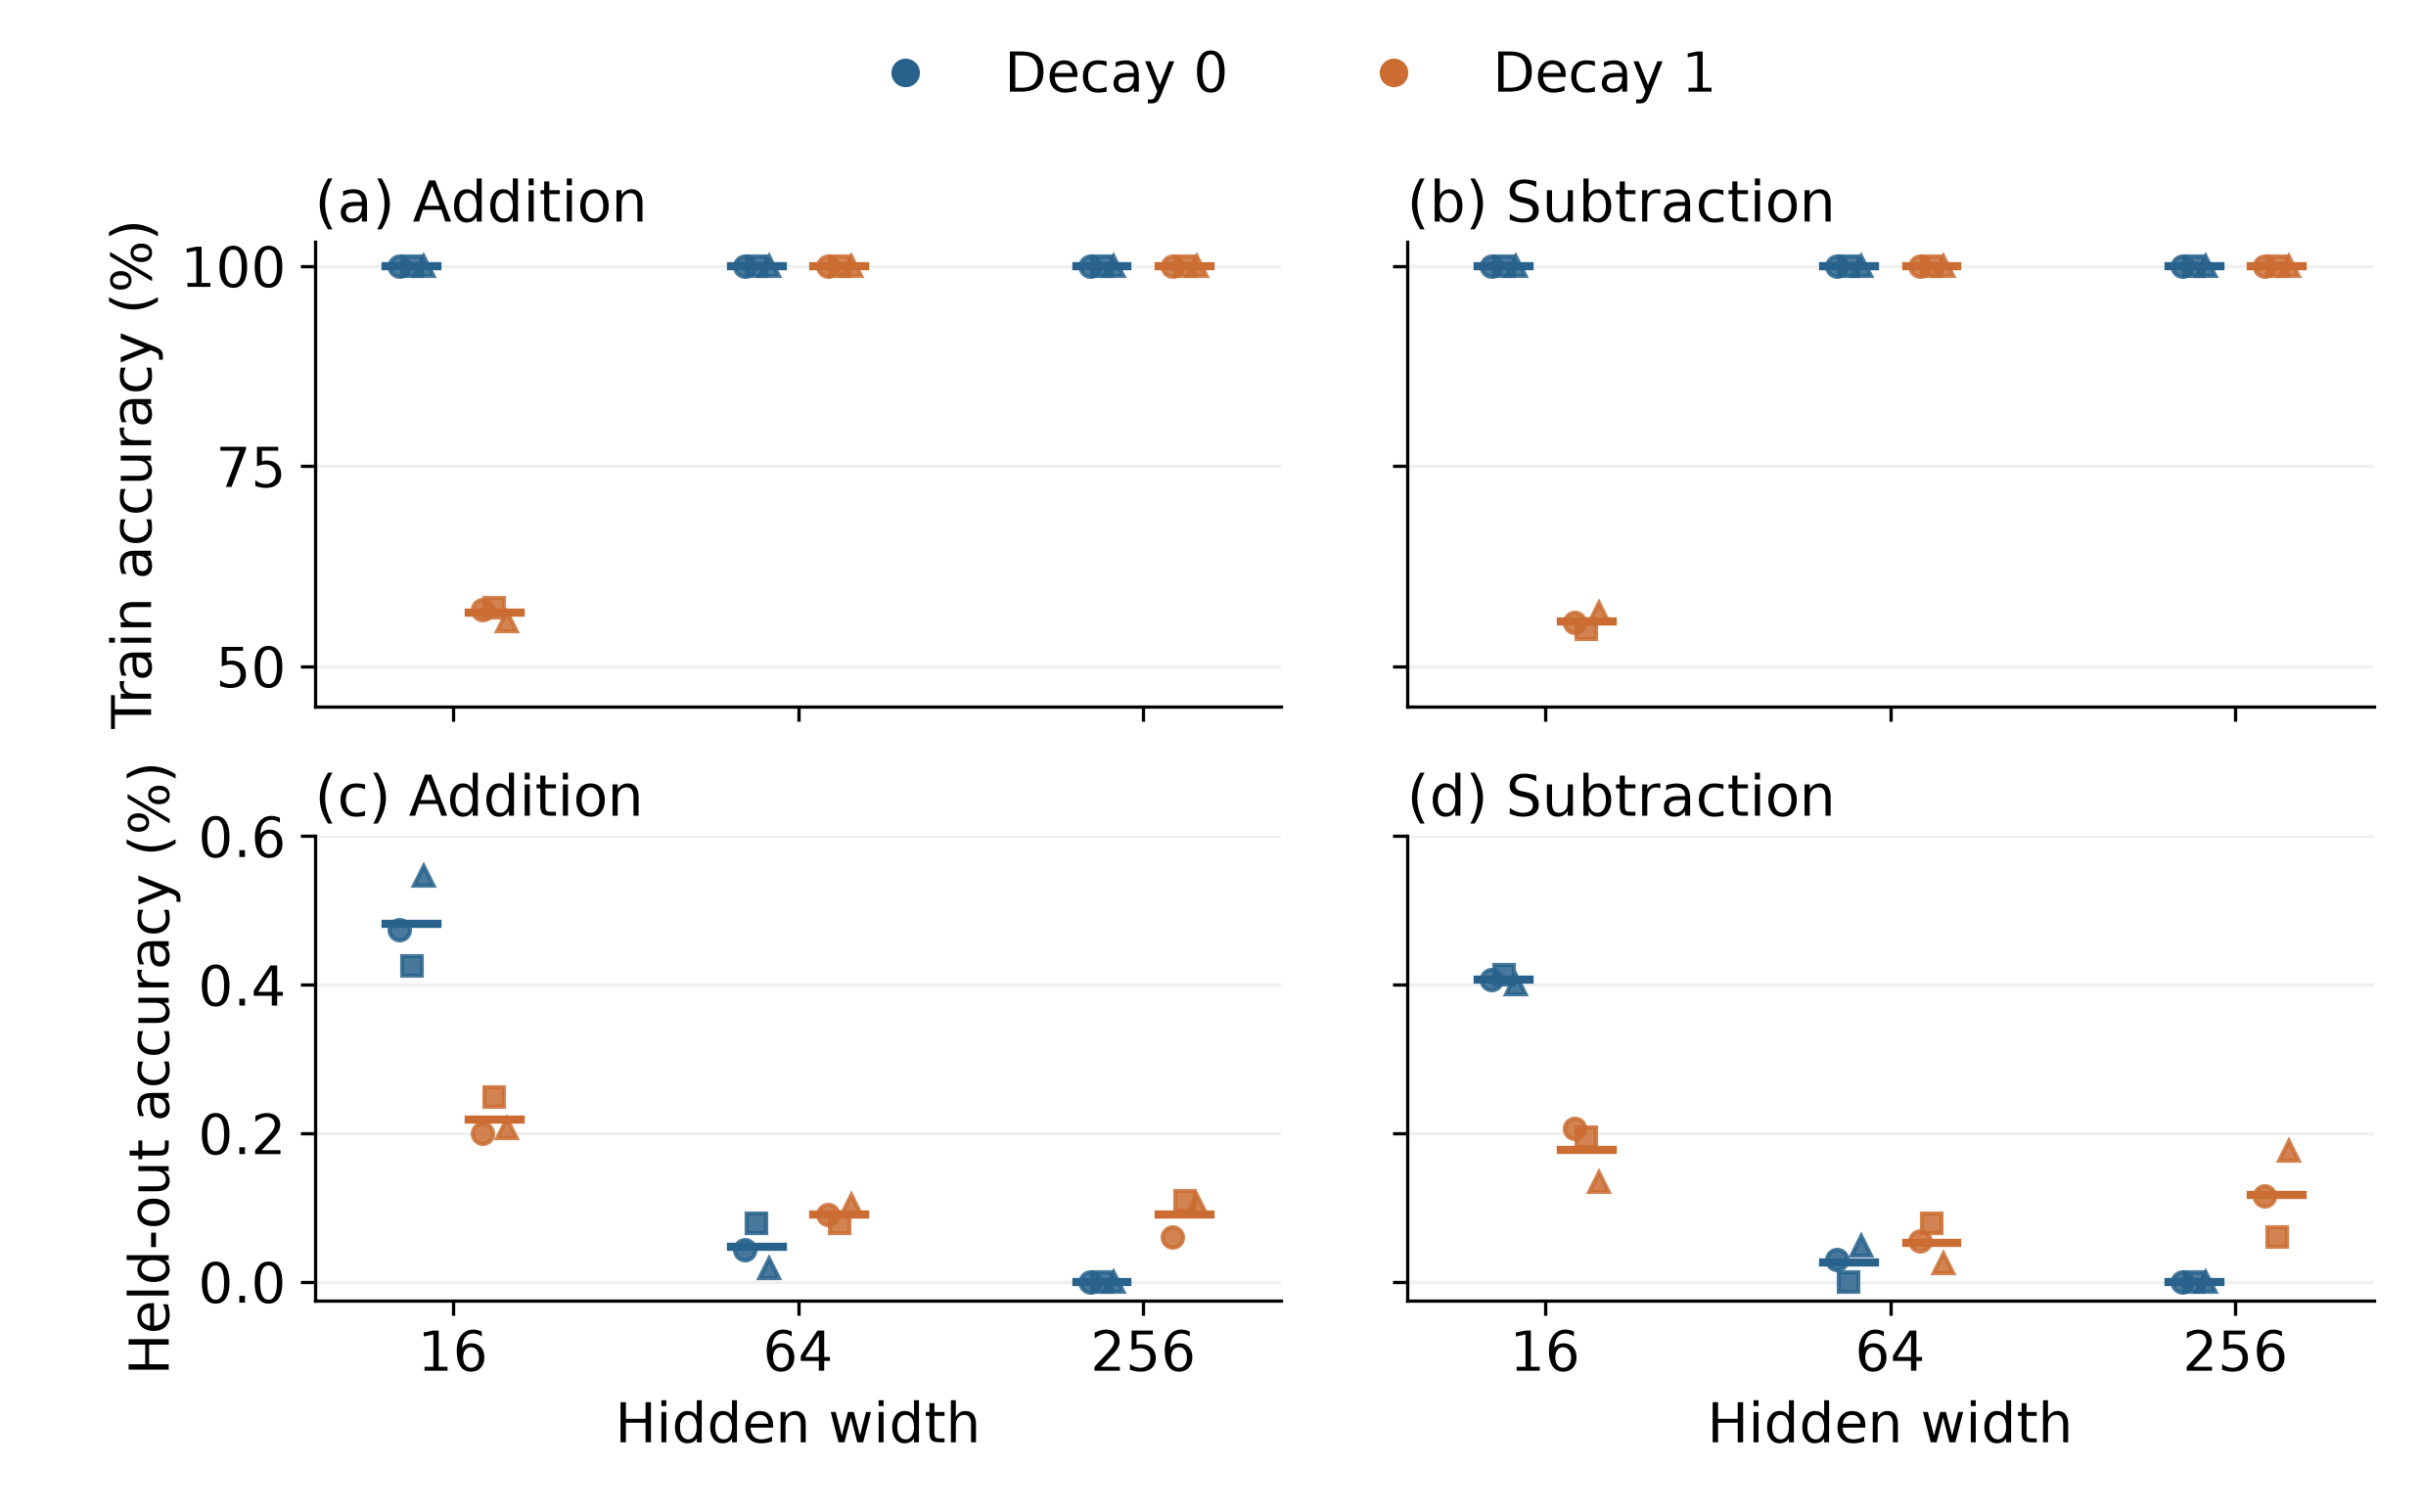 Decay 0 Decay 1
(a) Addition (b) Subtraction
Train accuracy (%)
100
75
50
(c) Addition (d) Subtraction
Held-out accuracy (%)
0.6
0.4
0.2
0.0
16 64 256 16 64 256
Hidden width Hidden width